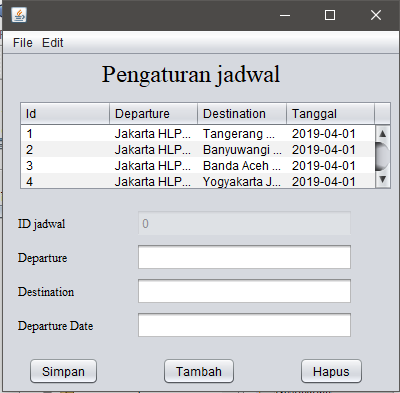 File Edit
Pengaturan jadwal
Id Departure Destination Tanggal
1 Jakarta HLP... Tangerang ... 2019-04-01
2 Jakarta HLP... Banyuwangi ... 2019-04-01
3 Jakarta HLP... Banda Aceh ... 2019-04-01
4 Jakarta HLP... Yogyakarta J... 2019-04-01
ID jadwal 0
Departure
Destination
Departure Date
Simpan Tambah Hapus